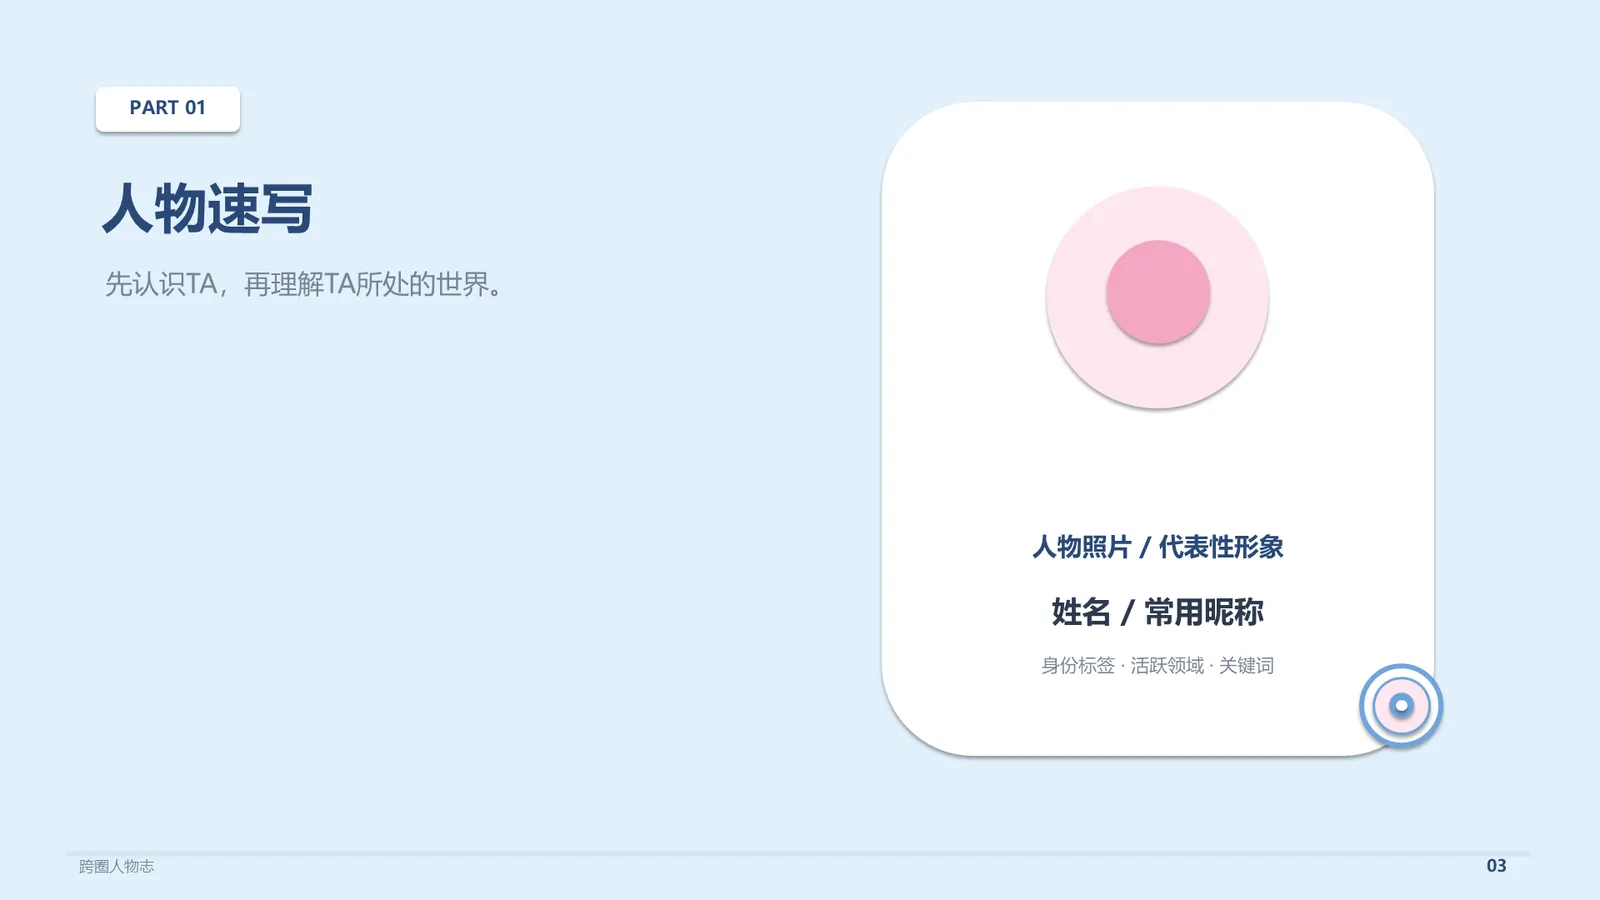 PART 01
人物速写
先认识TA，再理解TA所处的世界。
人物照片 / 代表性形象
姓名 / 常用昵称
身份标签 · 活跃领域 · 关键词
跨圈人物志
03